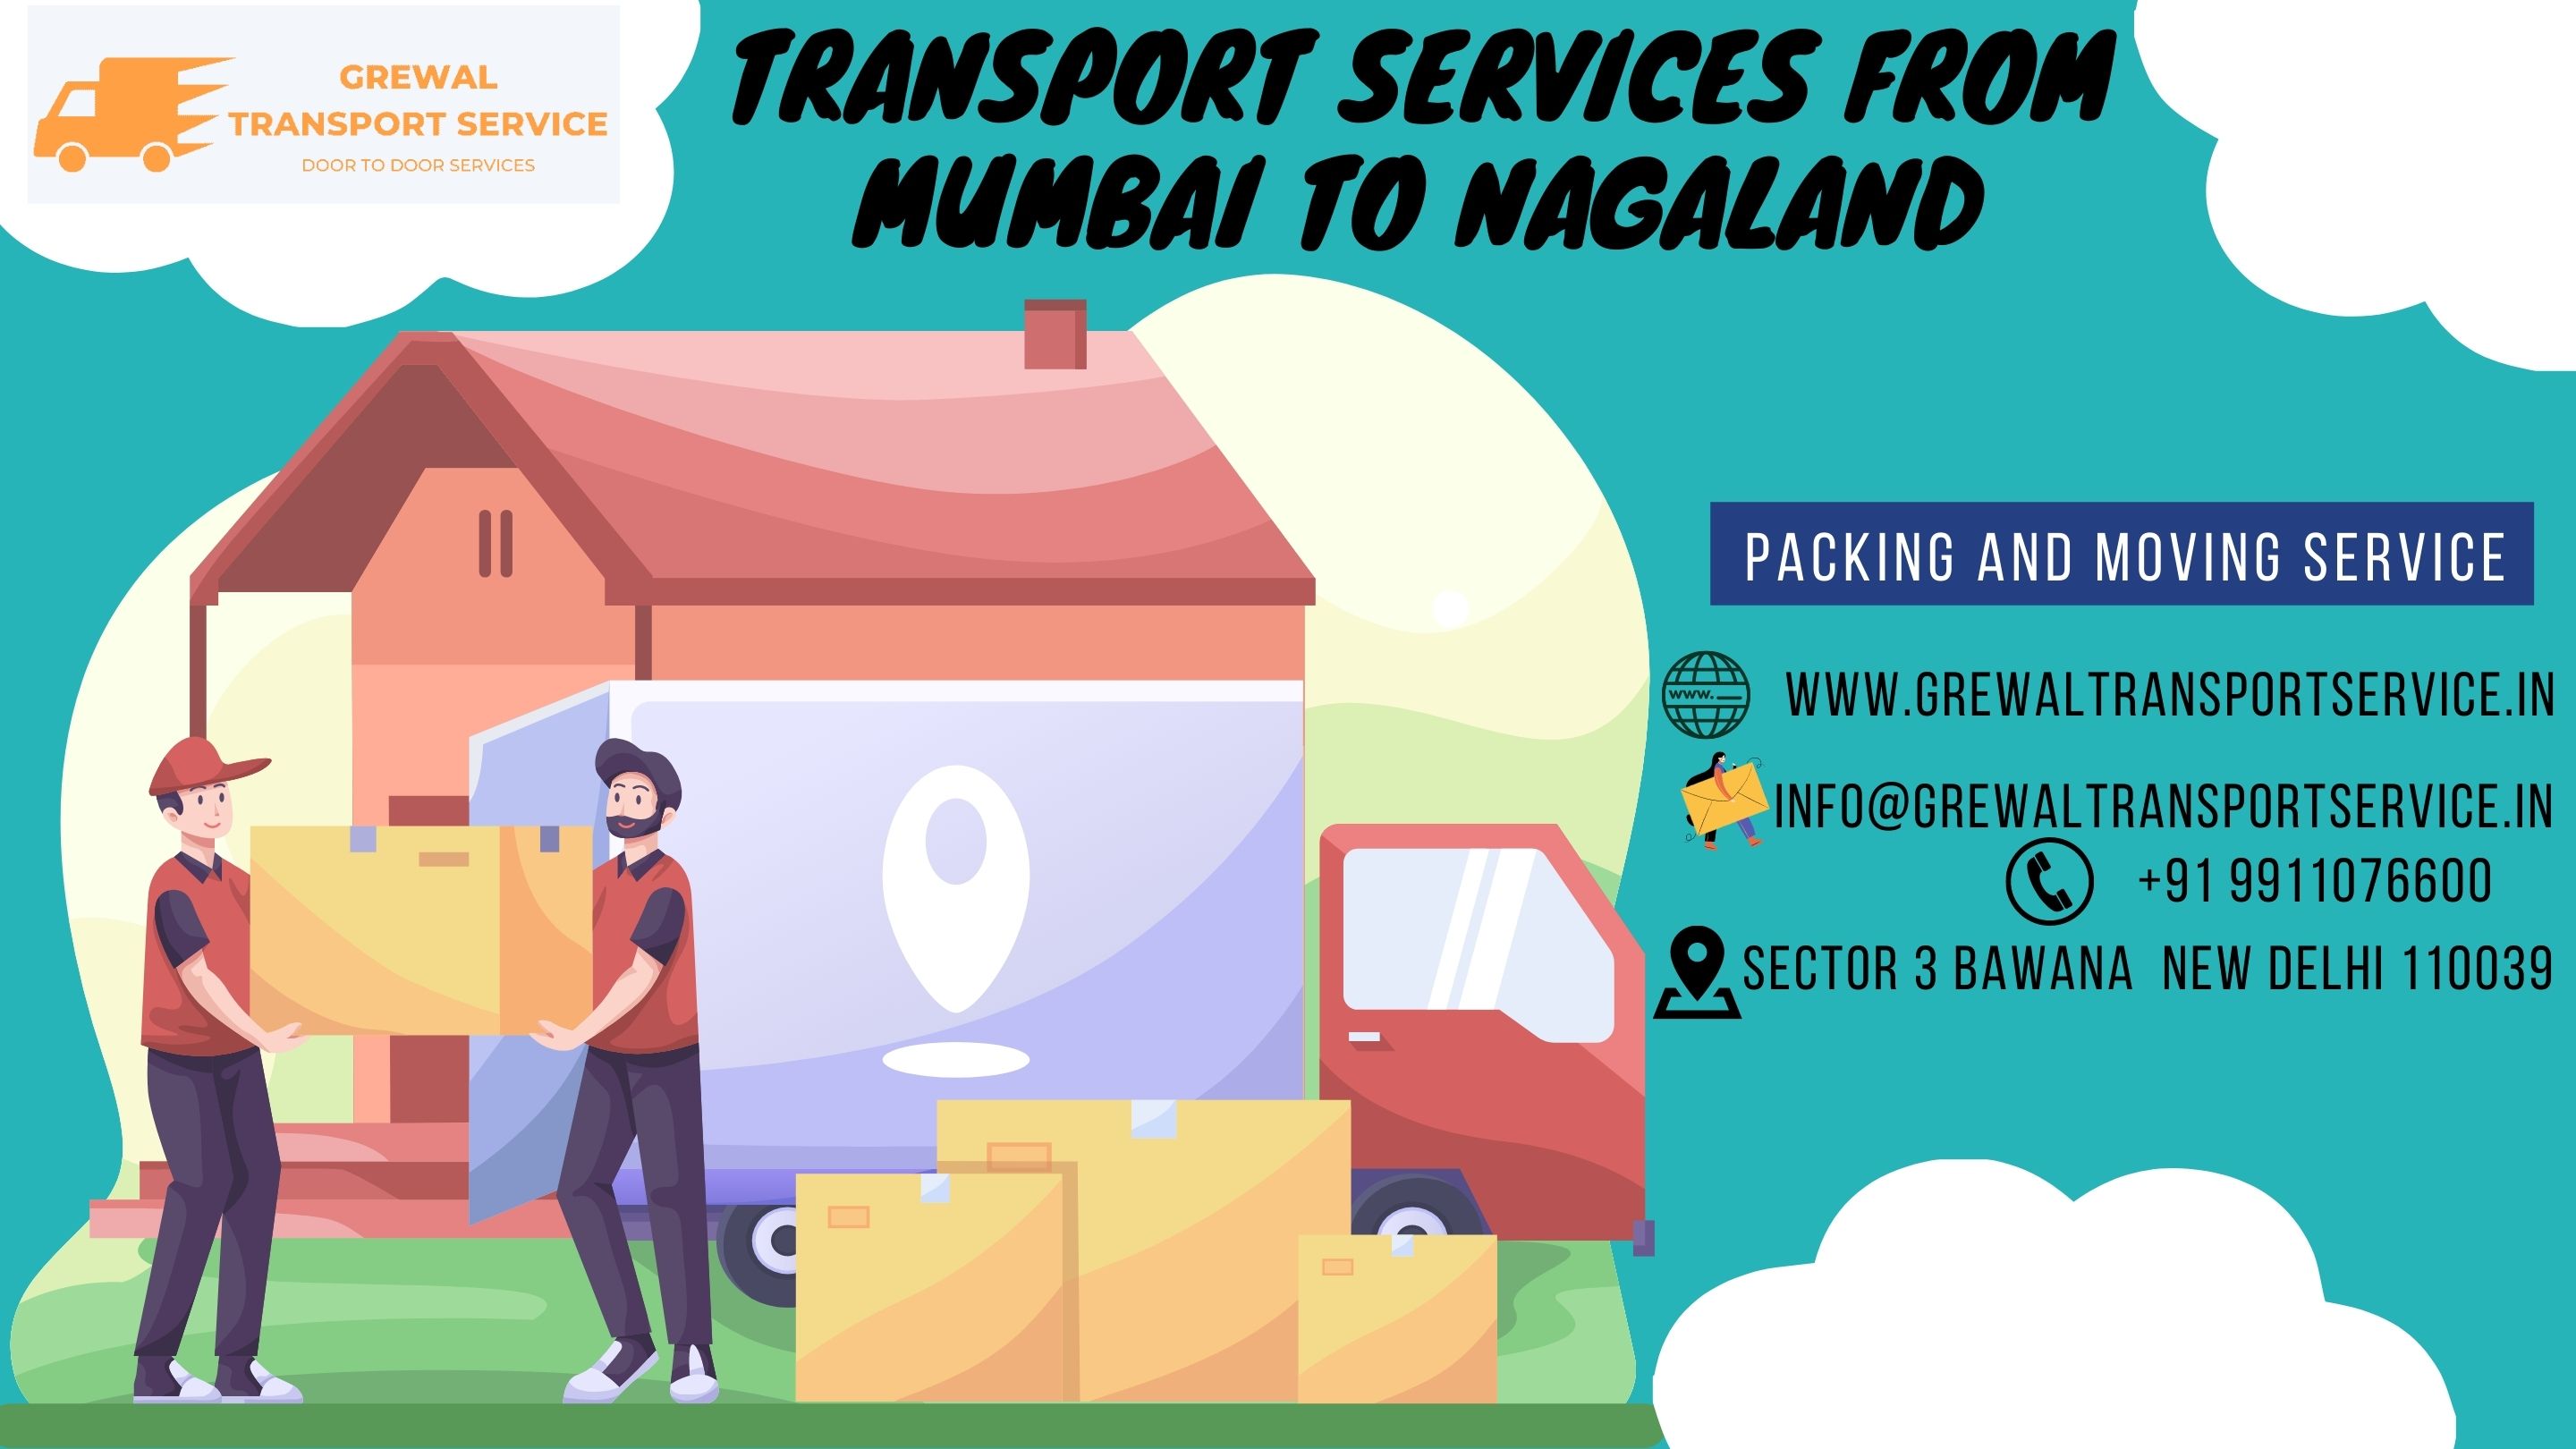 GREWAL
TRANSPORT SERVICE
DOOR TO DOOR SERVICES
TRANSPORT SERVICES FROM
MUMBAI TO NAGALAND
PACKING AND MOVING SERVICE
www.
WWW.GREWALTRANSPORTSERVICE.IN
INFO@GREWALTRANSPORTSERVICE.IN
+91 9911076600
SECTOR 3 BAWANA NEW DELHI 110039